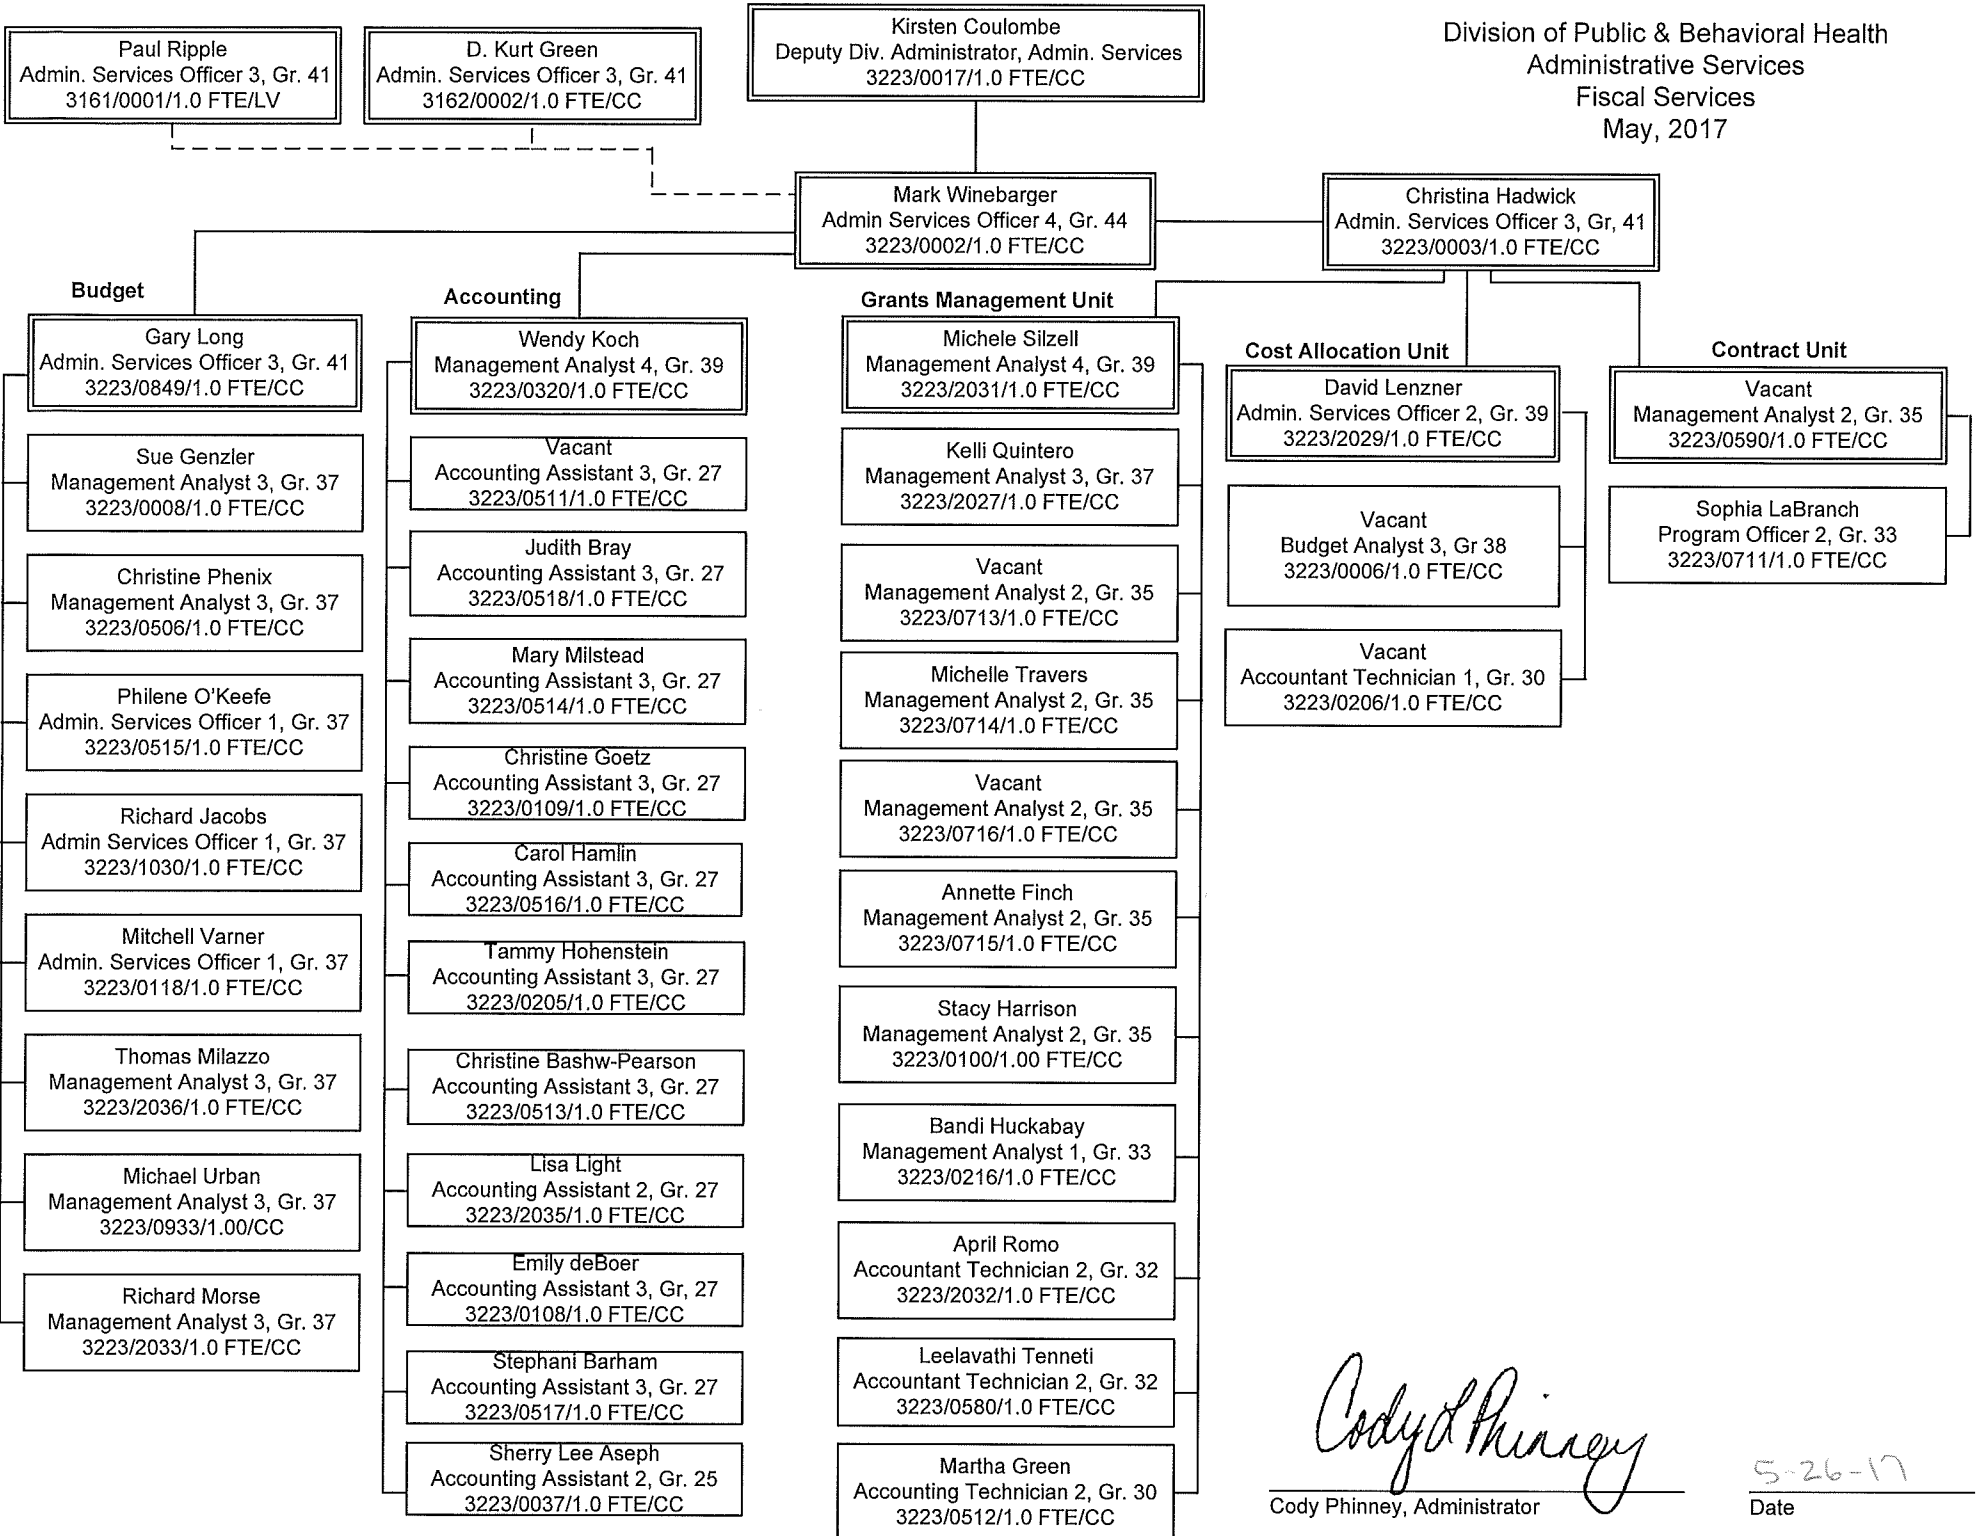 Paul Ripple
Admin. Services Officer 3, Gr. 41
3161/0001/1.0 FTE/LV
D. Kurt Green
Admin. Services Officer 3, Gr. 41
3162/0002/1.0 FTE/CC
Kirsten Coulombe
Deputy Div. Administrator, Admin. Services
3223/0017/1.0 FTE/CC
Division of Public & Behavioral Health
Administrative Services
Fiscal Services
May, 2017
Mark Winebarger
Admin Services Officer 4, Gr. 44
3223/0002/1.0 FTE/CC
Christina Hadwick
Admin. Services Officer 3, Gr, 41
3223/0003/1.0 FTE/CC
Budget
Gary Long
Admin. Services Officer 3, Gr. 41
3223/0849/1.0 FTE/CC
Sue Genzler
Management Analyst 3, Gr. 37
3223/0008/1.0 FTE/CC
Christine Phenix
Management Analyst 3, Gr. 37
3223/0506/1.0 FTE/CC
Philene O'Keefe
Admin. Services Officer 1, Gr. 37
3223/0515/1.0 FTE/CC
Richard Jacobs
Admin Services Officer 1, Gr. 37
3223/1030/1.0 FTE/CC
Mitchell Varner
Admin. Services Officer 1, Gr. 37
3223/0118/1.0 FTE/CC
Thomas Milazzo
Management Analyst 3, Gr. 37
3223/2036/1.0 FTE/CC
Michael Urban
Management Analyst 3, Gr. 37
3223/0933/1.00/CC
Richard Morse
Management Analyst 3, Gr. 37
3223/2033/1.0 FTE/CC
Accounting
Wendy Koch
Management Analyst 4, Gr. 39
3223/0320/1.0 FTE/CC
Vacant
Accounting Assistant 3, Gr. 27
3223/0511/1.0 FTE/CC
Judith Bray
Accounting Assistant 3, Gr. 27
3223/0518/1.0 FTE/CC
Mary Milstead
Accounting Assistant 3, Gr. 27
3223/0514/1.0 FTE/CC
Christine Goetz
Accounting Assistant 3, Gr. 27
3223/0109/1.0 FTE/CC
Carol Hamlin
Accounting Assistant 3, Gr. 27
3223/0516/1.0 FTE/CC
Tammy Hohenstein
Accounting Assistant 3, Gr. 27
3223/0205/1.0 FTE/CC
Christine Bashw-Pearson
Accounting Assistant 3, Gr. 27
3223/0513/1.0 FTE/CC
Lisa Light
Accounting Assistant 2, Gr. 27
3223/2035/1.0 FTE/CC
Emily deBoer
Accounting Assistant 3, Gr, 27
3223/0108/1.0 FTE/CC
Stephani Barham
Accounting Assistant 3, Gr. 27
3223/0517/1.0 FTE/CC
Sherry Lee Aseph
Accounting Assistant 2, Gr. 25
3223/0037/1.0 FTE/CC
Grants Management Unit
Michele Silzell
Management Analyst 4, Gr. 39
3223/2031/1.0 FTE/CC
Kelli Quintero
Management Analyst 3, Gr. 37
3223/2027/1.0 FTE/CC
Vacant
Management Analyst 2, Gr. 35
3223/0713/1.0 FTE/CC
Michelle Travers
Management Analyst 2, Gr. 35
3223/0714/1.0 FTE/CC
Vacant
Management Analyst 2, Gr. 35
3223/0716/1.0 FTE/CC
Annette Finch
Management Analyst 2, Gr. 35
3223/0715/1.0 FTE/CC
Stacy Harrison
Management Analyst 2, Gr. 35
3223/0100/1.00 FTE/CC
Bandi Huckabay
Management Analyst 1, Gr. 33
3223/0216/1.0 FTE/CC
April Romo
Accountant Technician 2, Gr. 32
3223/2032/1.0 FTE/CC
Leelavathi Tenneti
Accountant Technician 2, Gr. 32
3223/0580/1.0 FTE/CC
Martha Green
Accounting Technician 2, Gr. 30
3223/0512/1.0 FTE/CC
Cost Allocation Unit
David Lenzner
Admin. Services Officer 2, Gr. 39
3223/2029/1.0 FTE/CC
Vacant
Budget Analyst 3, Gr 38
3223/0006/1.0 FTE/CC
Vacant
Accountant Technician 1, Gr. 30
3223/0206/1.0 FTE/CC
Contract Unit
Vacant
Management Analyst 2, Gr. 35
3223/0590/1.0 FTE/CC
Sophia LaBranch
Program Officer 2, Gr. 33
3223/0711/1.0 FTE/CC
Cody L Phinney
5-26-17
Cody Phinney, Administrator
Date